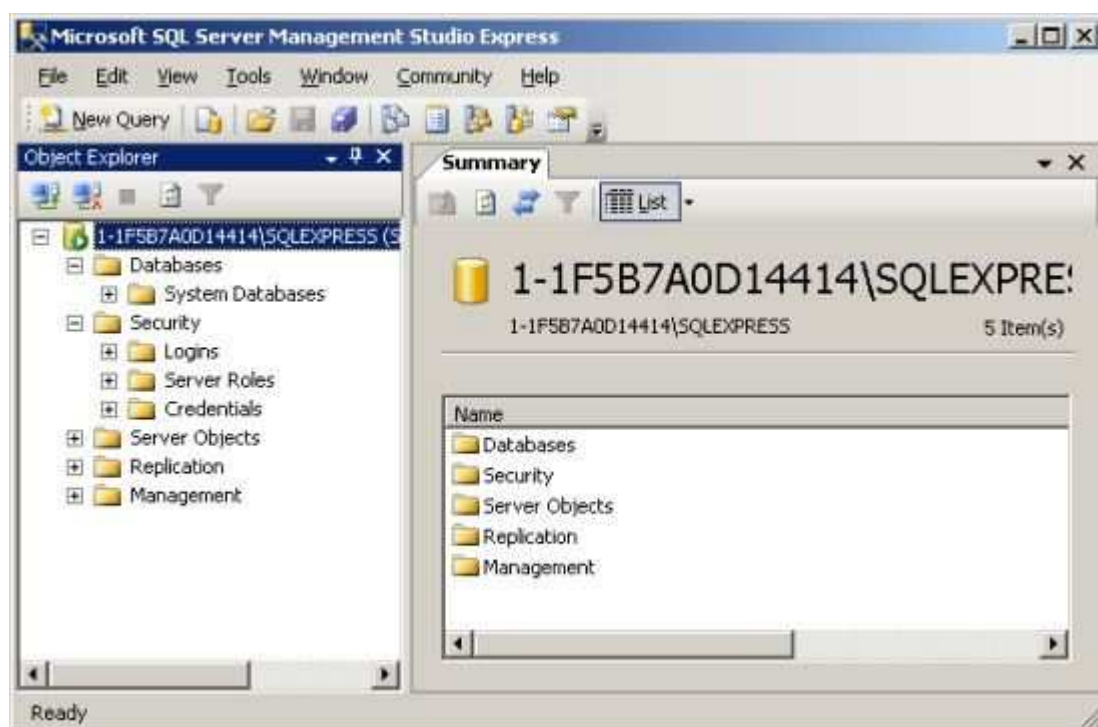 Microsoft SQL Server Management Studio Express
File Edit View Tools Window Community Help
New Query
Object Explorer
1-1F5B7A0D14414\SQLEXPRESS (S
Databases
System Databases
Security
Logins
Server Roles
Credentials
Server Objects
Replication
Management
Summary
List
1-1F5B7A0D14414\SQLEXPRES
1-1F5B7A0D14414\SQLEXPRESS 5 Item(s)
Name
Databases
Security
Server Objects
Replication
Management
Ready